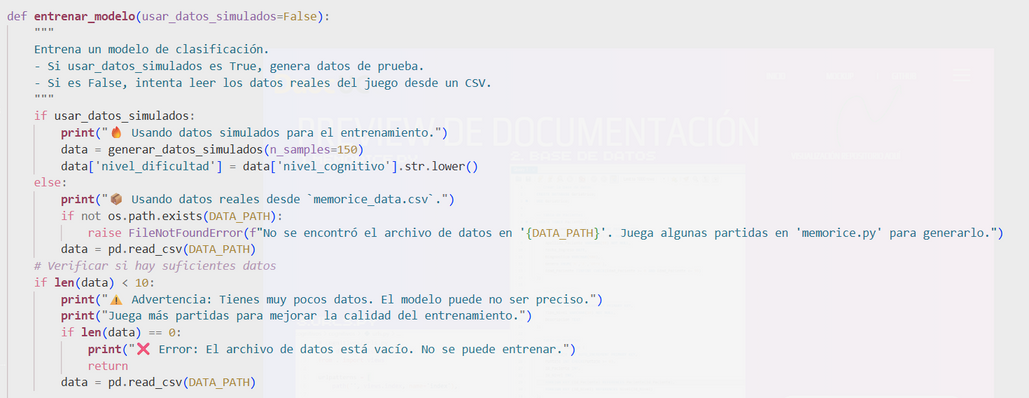 def entrenar_modelo(usar_datos_simulados=False):
"""
Entrena un modelo de clasificación.
- Si usar_datos_simulados es True, genera datos de prueba.
- Si es False, intenta leer los datos reales del juego desde un CSV.
"""
if usar_datos_simulados:
print("🔥 Usando datos simulados para el entrenamiento.")
data = generar_datos_simulados(n_samples=150)
data['nivel_dificultad'] = data['nivel_cognitivo'].str.lower()
else:
print("📦 Usando datos reales desde `memorice_data.csv`.")
if not os.path.exists(DATA_PATH):
raise FileNotFoundError(f"No se encontró el archivo de datos en '{DATA_PATH}'. Juega algunas partidas en 'memorice.py' para generarlo.")
data = pd.read_csv(DATA_PATH)
# Verificar si hay suficientes datos
if len(data) < 10:
print("⚠️ Advertencia: Tienes muy pocos datos. El modelo puede no ser preciso.")
print("Juega más partidas para mejorar la calidad del entrenamiento.")
if len(data) == 0:
print("❌ Error: El archivo de datos está vacío. No se puede entrenar.")
return
data = pd.read_csv(DATA_PATH)
PREVIEW DE DOCUMENTACIÓN
2. BASE DE DATOS